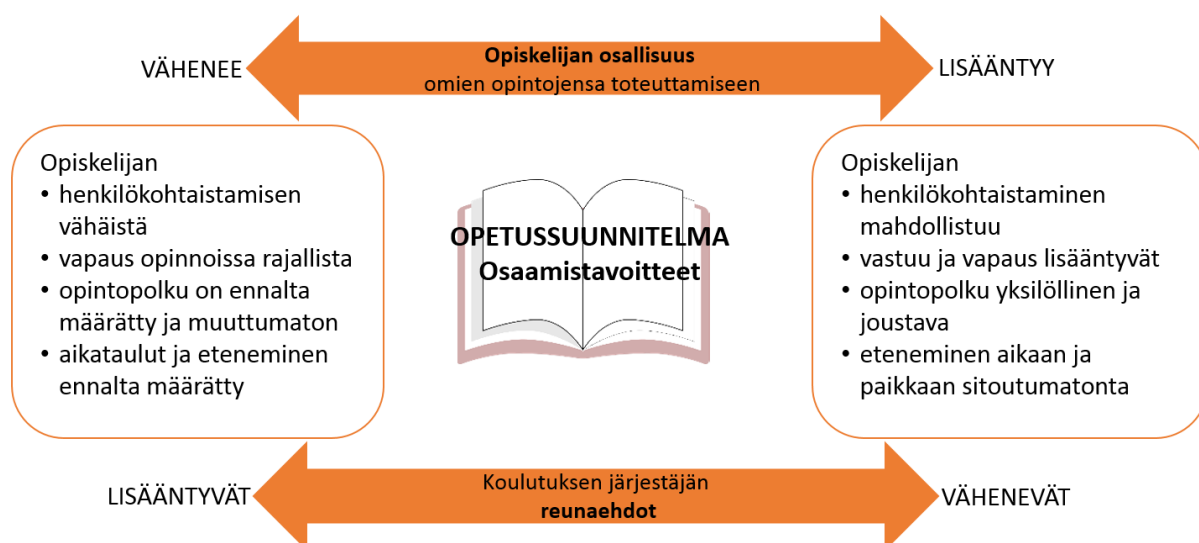 VÄHENEE
Opiskelijan osallisuus
omien opintojensa toteuttamiseen
LISÄÄNTYY
Opiskelijan
• henkilökohtaistamisen
vähäistä
• vapaus opinnoissa rajallista
• opintopolku on ennalta
määrätty ja muuttumaton
• aikataulut ja eteneminen
ennalta määrätty
OPETUSSUUNNITELMA
Osaamistavoitteet
Opiskelijan
• henkilökohtaistaminen
mahdollistuu
• vastuu ja vapaus lisääntyvät
• opintopolku yksilöllinen ja
joustava
• eteneminen aikaan ja
paikkaan sitoutumatonta
LISÄÄNTYVÄT
Koulutuksen järjestäjän
reunaehdot
VÄHENEVÄT